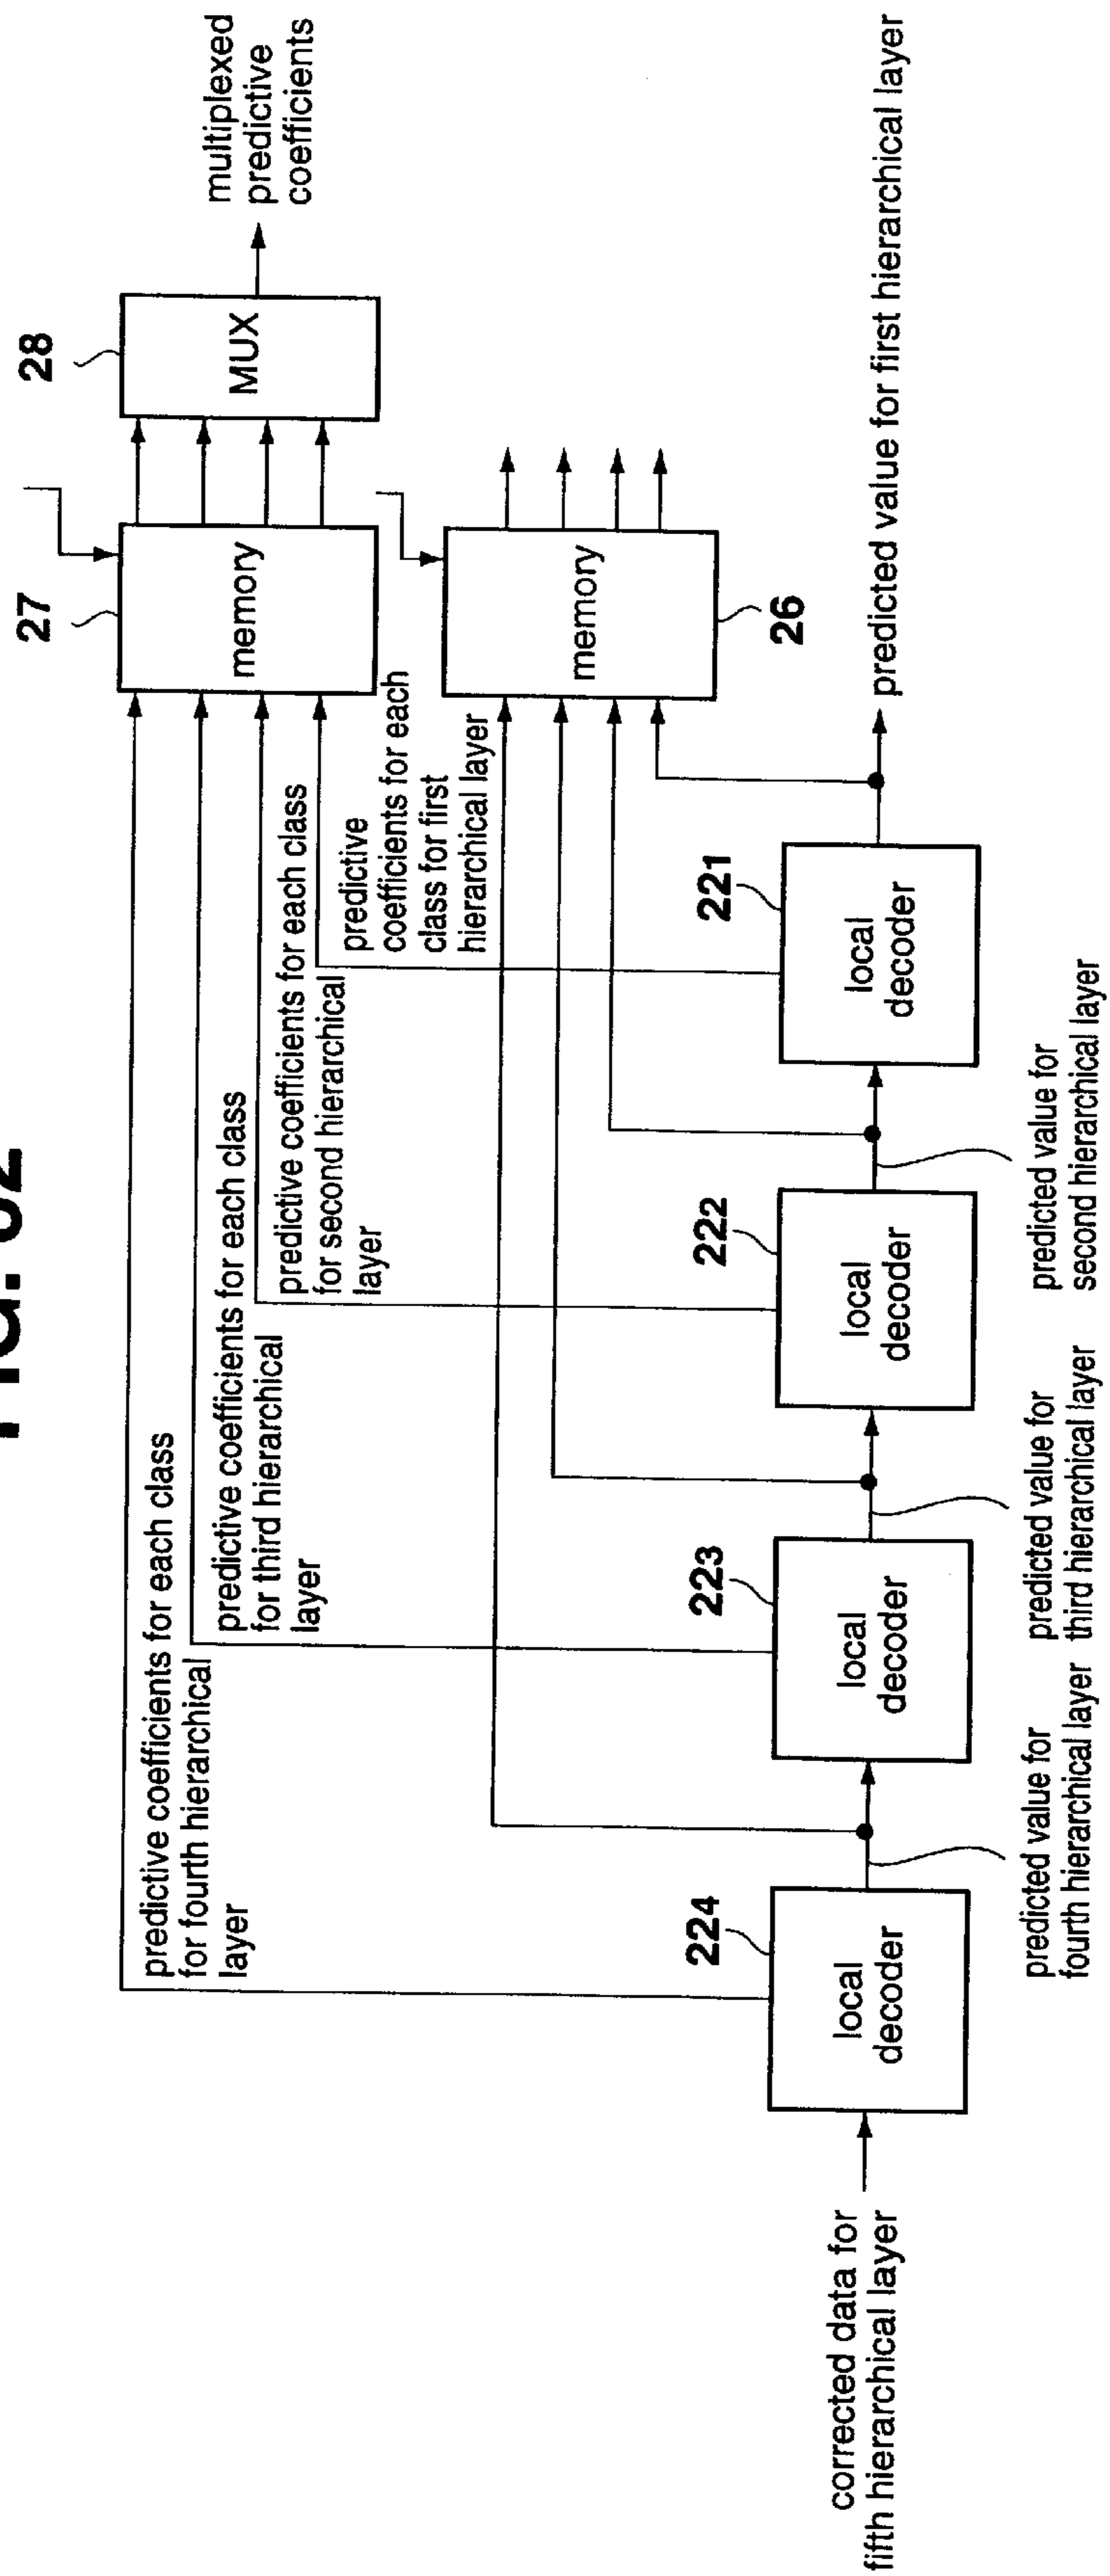 28
MUX
multiplexed
predictive
coefficients
27
memory
memory
26
predictive coefficients for each class
for fourth hierarchical
layer
predictive coefficients for each class
for third hierarchical
layer
predictive coefficients for each class
for second hierarchical
layer
predictive
coefficients for each
class for first
hierarchical layer
corrected data for
fifth hierarchical layer
224
local
decoder
predicted value for
fourth hierarchical layer
223
local
decoder
predicted value for
third hierarchical layer
222
local
decoder
predicted value for
second hierarchical layer
221
local
decoder
predicted value for first hierarchical layer